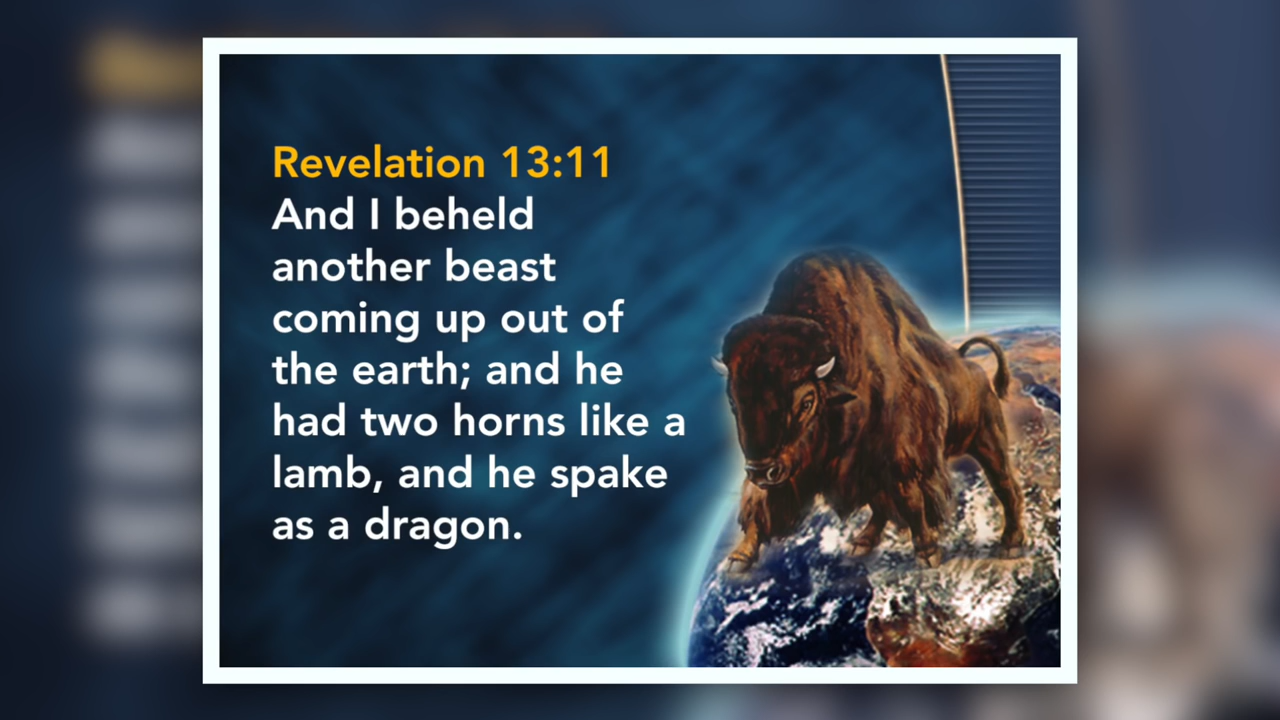 Revelation 13:11
And I beheld
another beast
coming up out of
the earth; and he
had two horns like a
lamb, and he spake
as a dragon.